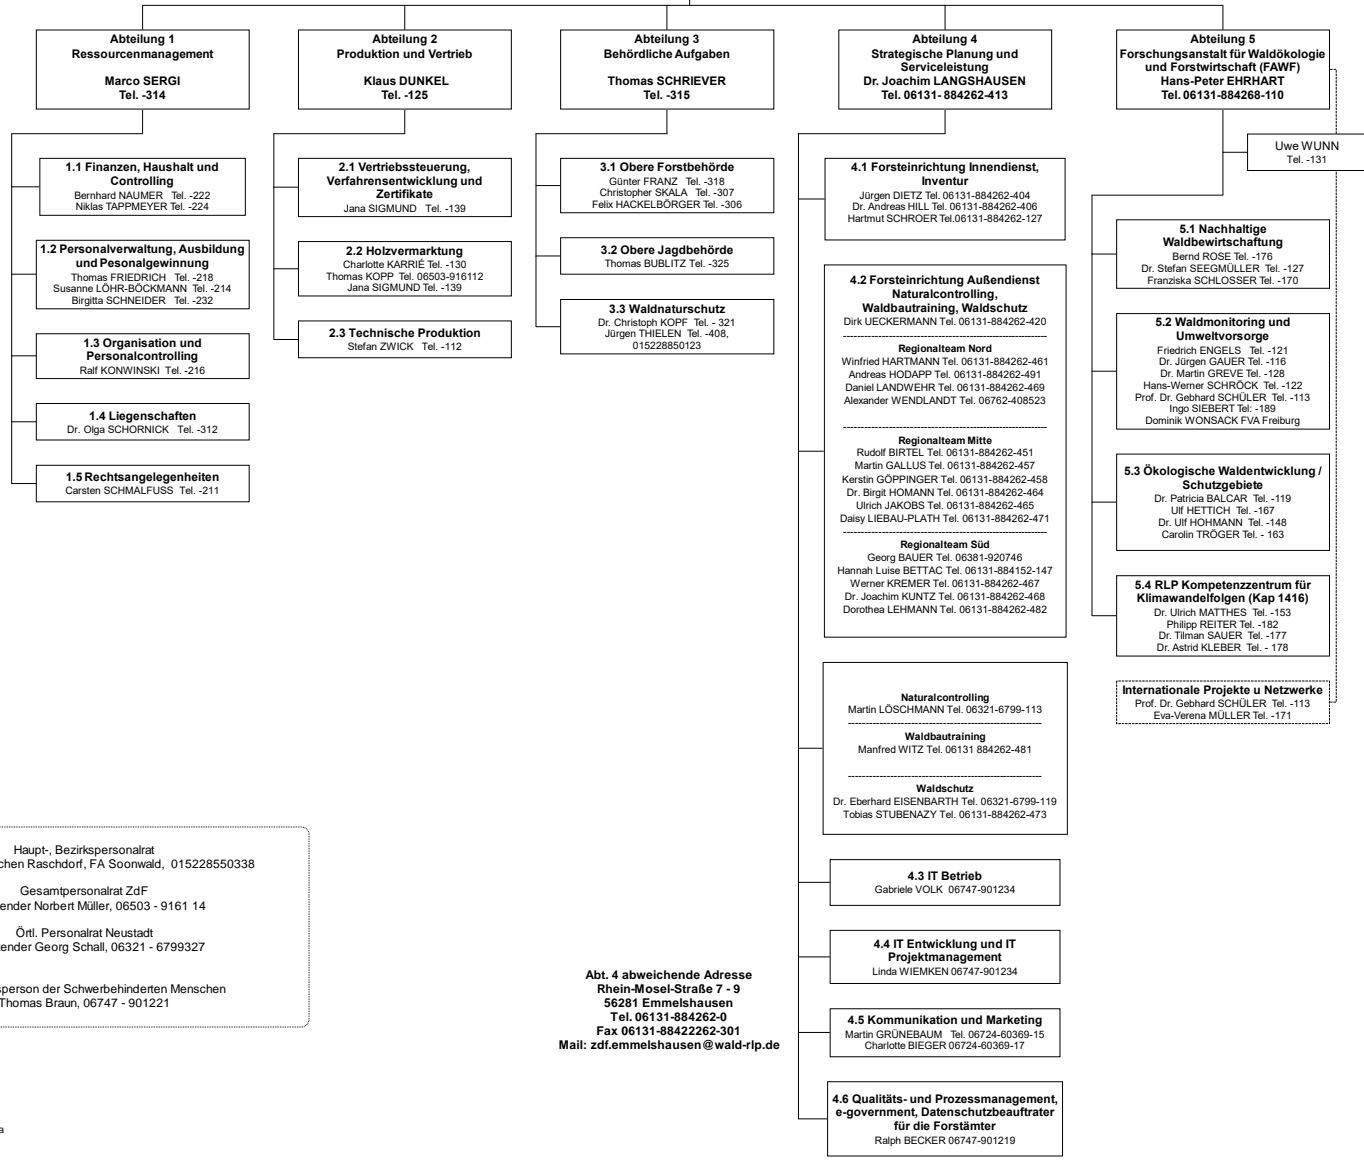 Abteilung 1
Ressourcenmanagement
Marco SERGI
Tel. -314
1.1 Finanzen, Haushalt und
Controlling
Bernhard NAUMER Tel. -222
Niklas TAPPMEYER Tel. -224
1.2 Personalverwaltung, Ausbildung
und Pesonalgewinnung
Thomas FRIEDRICH Tel. -218
Susanne LÖHR-BÖCKMANN Tel. -214
Birgitta SCHNEIDER Tel. -232
1.3 Organisation und
Personalcontrolling
Ralf KONWINSKI Tel. -216
1.4 Liegenschaften
Dr. Olga SCHORNICK Tel. -312
1.5 Rechtsangelegenheiten
Carsten SCHMALFUSS Tel. -211
Abteilung 2
Produktion und Vertrieb
Klaus DUNKEL
Tel. -125
2.1 Vertriebssteuerung,
Verfahrensentwicklung und
Zertifikate
Jana SIGMUND Tel. -139
2.2 Holzvermarktung
Charlotte KARRIÉ Tel. -130
Thomas KOPP Tel. 06503-916112
Jana SIGMUND Tel. -139
2.3 Technische Produktion
Stefan ZWICK Tel. -112
Abteilung 3
Behördliche Aufgaben
Thomas SCHRIEVER
Tel. -315
3.1 Obere Forstbehörde
Günter FRANZ Tel. -318
Christopher SKALA Tel. -307
Felix HACKELBÖRGER Tel. -306
3.2 Obere Jagdbehörde
Thomas BUBLITZ Tel. -325
3.3 Waldnaturschutz
Dr. Christoph KOPF Tel. - 321
Jürgen THIELEN Tel. -408,
015228850123
Abteilung 4
Strategische Planung und
Serviceleistung
Dr. Joachim LANGSHAUSEN
Tel. 06131- 884262-413
4.1 Forsteinrichtung Innendienst,
Inventur
Jürgen DIETZ Tel. 06131-884262-404
Dr. Andreas HILL Tel. 06131-884262-406
Hartmut SCHROER Tel.06131-884262-127
4.2 Forsteinrichtung Außendienst
Naturalcontrolling,
Waldbautraining, Waldschutz
Dirk UECKERMANN Tel. 06131-884262-420
Regionalteam Nord
Winfried HARTMANN Tel. 06131-884262-461
Andreas HODAPP Tel. 06131-884262-491
Daniel LANDWEHR Tel. 06131-884262-469
Alexander WENDLANDT Tel. 06762-408523
Regionalteam Mitte
Rudolf BIRTEL Tel. 06131-884262-451
Martin GALLUS Tel. 06131-884262-457
Kerstin GÖPPINGER Tel. 06131-884262-458
Dr. Birgit HOMANN Tel. 06131-884262-464
Ulrich JAKOBS Tel. 06131-884262-465
Daisy LIEBAU-PLATH Tel. 06131-884262-471
Regionalteam Süd
Georg BAUER Tel. 06381-920746
Hannah Luise BETTAC Tel. 06131-884152-147
Werner KREMER Tel. 06131-884262-467
Dr. Joachim KUNTZ Tel. 06131-884262-468
Dorothea LEHMANN Tel. 06131-884262-482
Naturalcontrolling
Martin LÖSCHMANN Tel. 06321-6799-113
Waldbautraining
Manfred WITZ Tel. 06131 884262-481
Waldschutz
Dr. Eberhard EISENBARTH Tel. 06321-6799-119
Tobias STUBENAZY Tel. 06131-884262-473
4.3 IT Betrieb
Gabriele VOLK 06747-901234
4.4 IT Entwicklung und IT
Projektmanagement
Linda WIEMKEN 06747-901234
4.5 Kommunikation und Marketing
Martin GRÜNEBAUM Tel. 06724-60369-15
Charlotte BIEGER 06724-60369-17
4.6 Qualitäts- und Prozessmanagement,
e-government, Datenschutzbeauftrater
für die Forstämter
Ralph BECKER 06747-901219
Abteilung 5
Forschungsanstalt für Waldökologie
und Forstwirtschaft (FAWF)
Hans-Peter EHRHART
Tel. 06131-884268-110
Uwe WUNN
Tel. -131
5.1 Nachhaltige
Waldbewirtschaftung
Bernd ROSE Tel. -176
Dr. Stefan SEEGMÜLLER Tel. -127
Franziska SCHLOSSER Tel. -170
5.2 Waldmonitoring und
Umweltvorsorge
Friedrich ENGELS Tel. -121
Dr. Jürgen GAUER Tel. -116
Dr. Martin GREVE Tel. -128
Hans-Werner SCHRÖCK Tel. -122
Prof. Dr. Gebhard SCHÜLER Tel. -113
Ingo SIEBERT Tel: -189
Dominik WONSACK FVA Freiburg
5.3 Ökologische Waldentwicklung /
Schutzgebiete
Dr. Patricia BALCAR Tel. -119
Ulf HETTICH Tel. -167
Dr. Ulf HOHMANN Tel. -148
Carolin TRÖGER Tel. - 163
5.4 RLP Kompetenzzentrum für
Klimawandelfolgen (Kap 1416)
Dr. Ulrich MATTHES Tel. -153
Philipp REITER Tel. -182
Dr. Tilman SAUER Tel. -177
Dr. Astrid KLEBER Tel. - 178
Internationale Projekte u Netzwerke
Prof. Dr. Gebhard SCHÜLER Tel. -113
Eva-Verena MÜLLER Tel. -171
Haupt-, Bezirkspersonalrat
chen Raschdorf, FA Soonwald, 015228550338
Gesamtpersonalrat ZdF
ender Norbert Müller, 06503 - 9161 14
Örtl. Personalrat Neustadt
ender Georg Schall, 06321 - 6799327
sperson der Schwerbehinderten Menschen
Thomas Braun, 06747 - 901221
Abt. 4 abweichende Adresse
Rhein-Mosel-Straße 7 - 9
56281 Emmelshausen
Tel. 06131-884262-0
Fax 06131-88422262-301
Mail: zdf.emmelshausen@wald-rlp.de
a